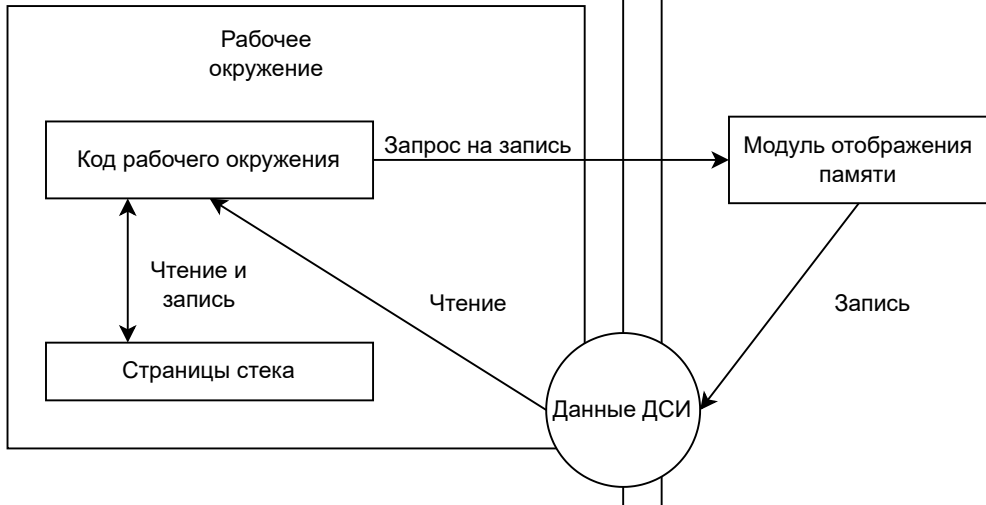 Рабочее
окружение
Код рабочего окружения
Запрос на запись
Модуль отображения
памяти
Чтение и
запись
Чтение
Запись
Страницы стека
Данные ДСИ